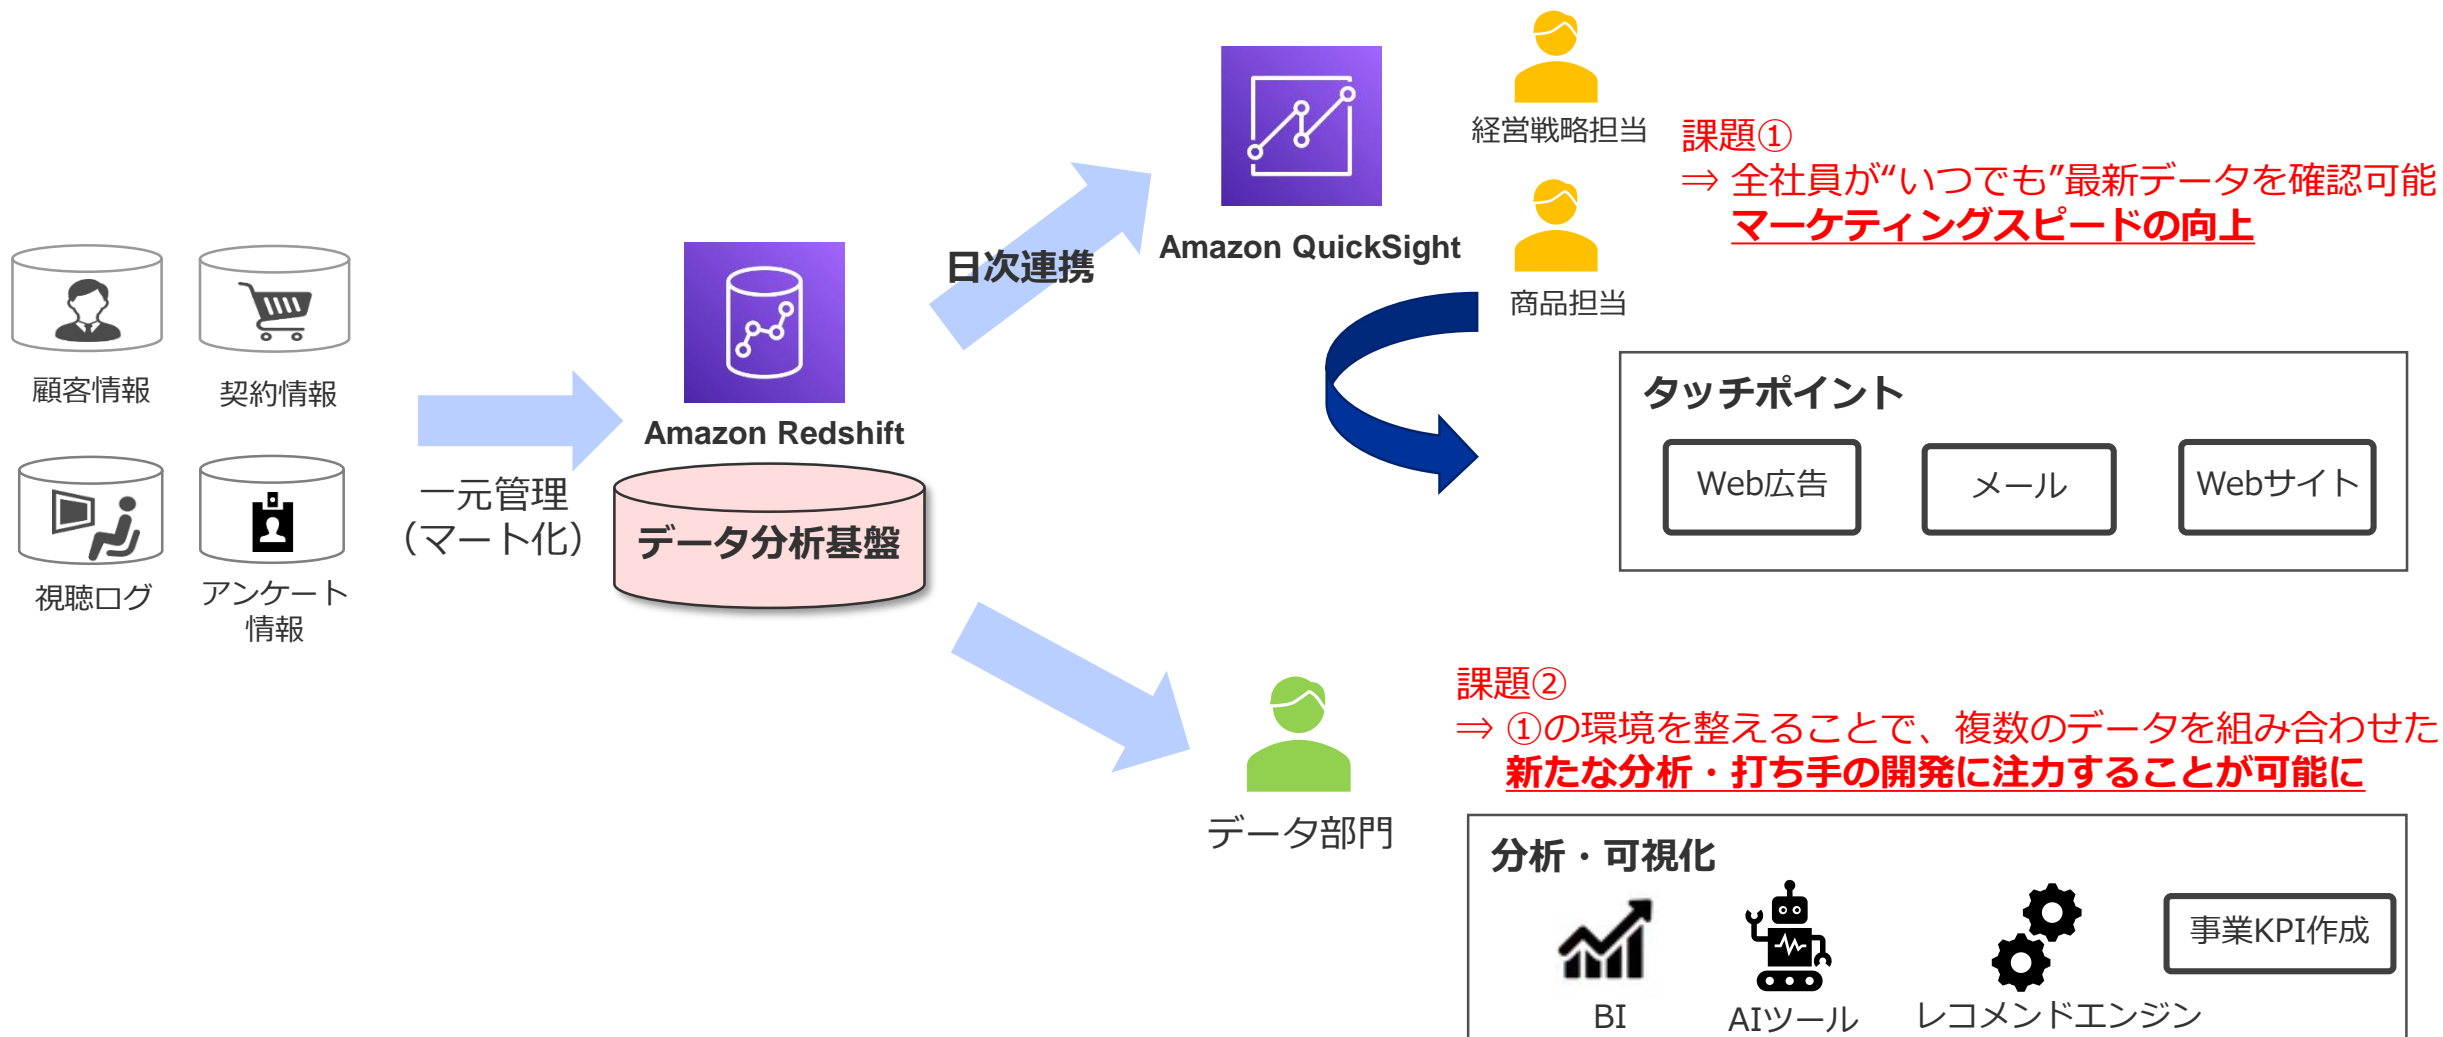 顧客情報
契約情報
視聴ログ
アンケート
情報
一元管理
（マート化）
Amazon Redshift
データ分析基盤
日次連携
Amazon QuickSight
経営戦略担当
商品担当
課題①
⇒ 全社員が“いつでも”最新データを確認可能
マーケティングスピードの向上
タッチポイント
Web広告
メール
Webサイト
データ部門
課題②
⇒ ①の環境を整えることで、複数のデータを組み合わせた
新たな分析・打ち手の開発に注力することが可能に
分析・可視化
BI
AIツール
レコメンドエンジン
事業KPI作成